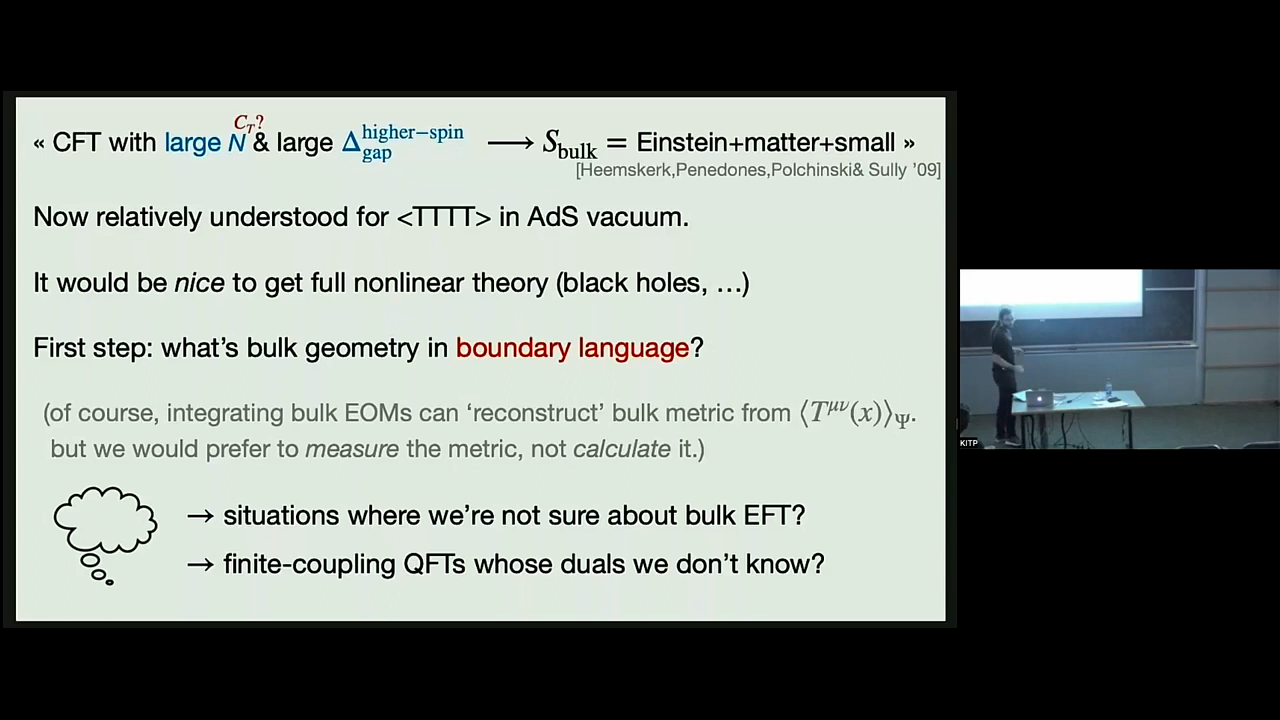 C_T?
« CFT with large N & large Δ_gap^higher−spin ⟶ S_bulk = Einstein+matter+small »
[Heemskerk,Penedones,Polchinski& Sully '09]
Now relatively understood for <TTTT> in AdS vacuum.
It would be nice to get full nonlinear theory (black holes, …)
First step: what's bulk geometry in boundary language?
(of course, integrating bulk EOMs can 'reconstruct' bulk metric from ⟨T^μν(x)⟩_Ψ.
but we would prefer to measure the metric, not calculate it.)
→ situations where we're not sure about bulk EFT?
→ finite-coupling QFTs whose duals we don't know?
KITP